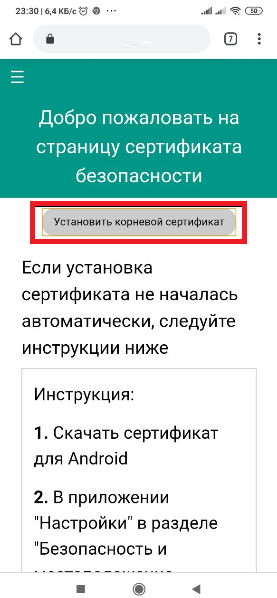 23:30 | 6,4 КБ/с
50
7
Добро пожаловать на
страницу сертификата
безопасности
Установить корневой сертификат
Если установка
сертификата не началась
автоматически, следуйте
инструкции ниже
Инструкция:
1. Скачать сертификат
для Android
2. В приложении
"Настройки" в разделе
"Безопасность и